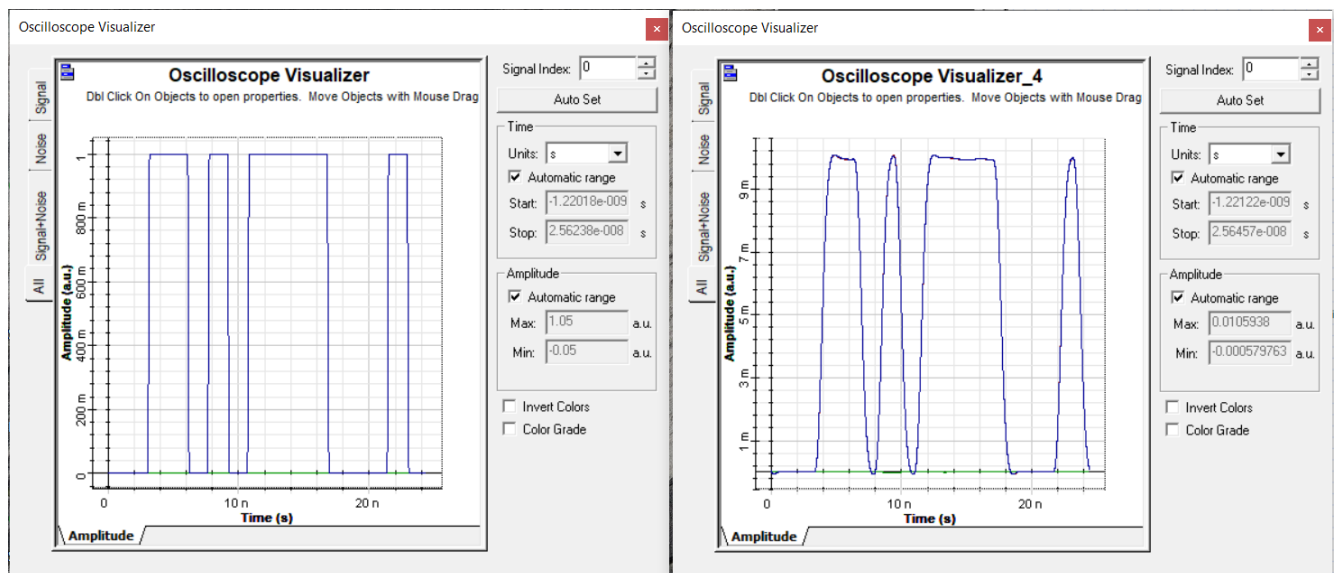 Oscilloscope Visualizer
×
Signal
Noise
Signal+Noise
All
Oscilloscope Visualizer
Dbl Click On Objects to open properties. Move Objects with Mouse Drag
Amplitude (a.u.)
1
800 m
600 m
400 m
200 m
0
0
10 n
20 n
Time (s)
Amplitude
Signal Index: 0
Auto Set
Time
Units: s
Automatic range
Start: -1.22018e-009 s
Stop: 2.56238e-008 s
Amplitude
Automatic range
Max: 1.05 a.u.
Min: -0.05 a.u.
Invert Colors
Color Grade
Oscilloscope Visualizer
×
Signal
Noise
Signal+Noise
All
Oscilloscope Visualizer_4
Dbl Click On Objects to open properties. Move Objects with Mouse Drag
Amplitude (a.u.)
9 m
7 m
5 m
3 m
1 m
0
10 n
20 n
Time (s)
Amplitude
Signal Index: 0
Auto Set
Time
Units: s
Automatic range
Start: -1.22122e-009 s
Stop: 2.56457e-008 s
Amplitude
Automatic range
Max: 0.0105938 a.u.
Min: -0.000579763 a.u.
Invert Colors
Color Grade